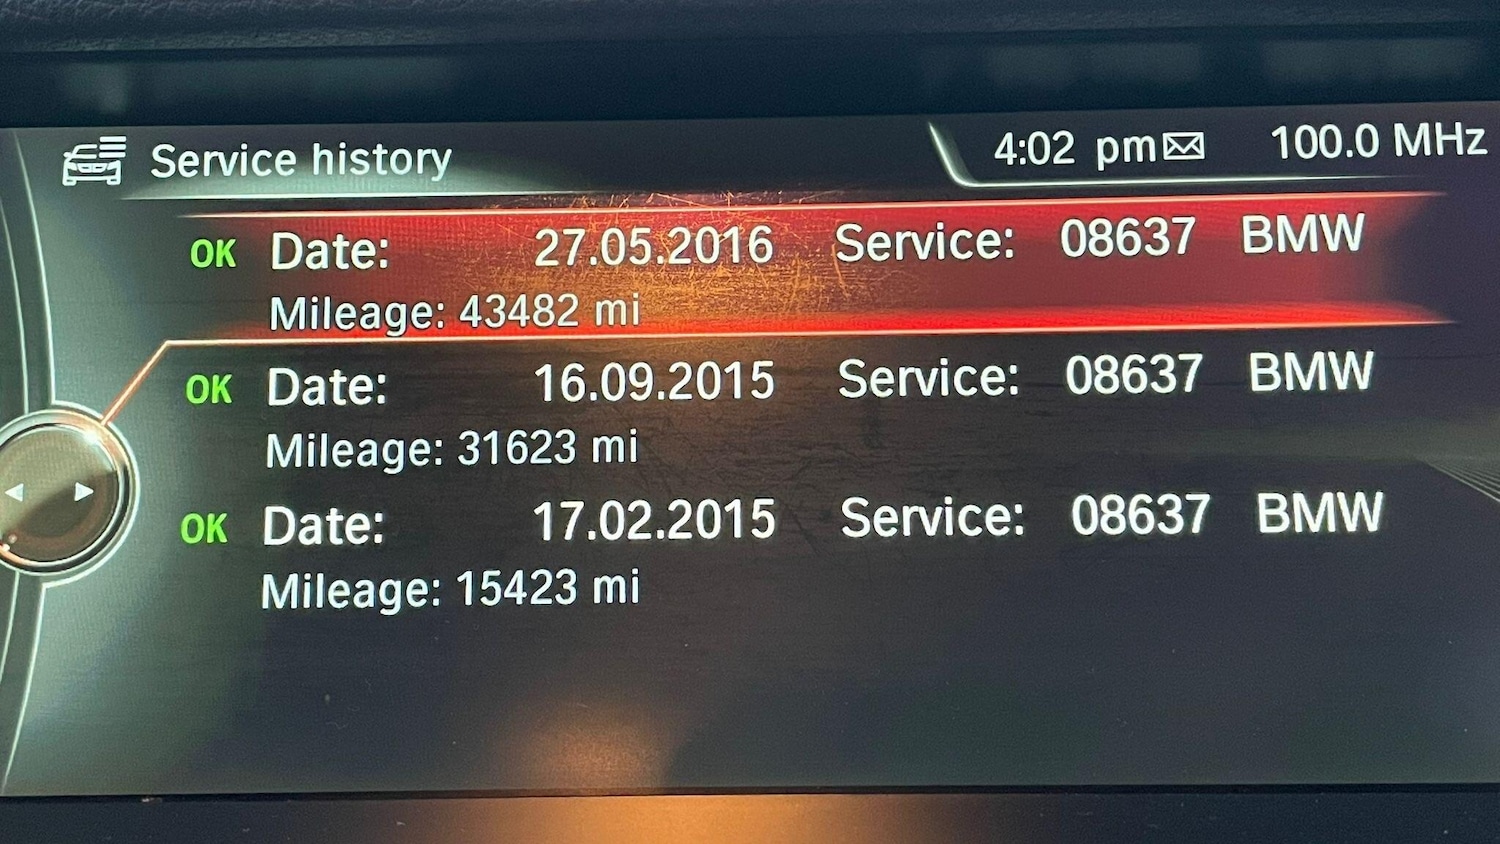 Service history 4:02 pm 100.0 MHz
OK Date: 27.05.2016 Service: 08637 BMW
Mileage: 43482 mi
OK Date: 16.09.2015 Service: 08637 BMW
Mileage: 31623 mi
OK Date: 17.02.2015 Service: 08637 BMW
Mileage: 15423 mi